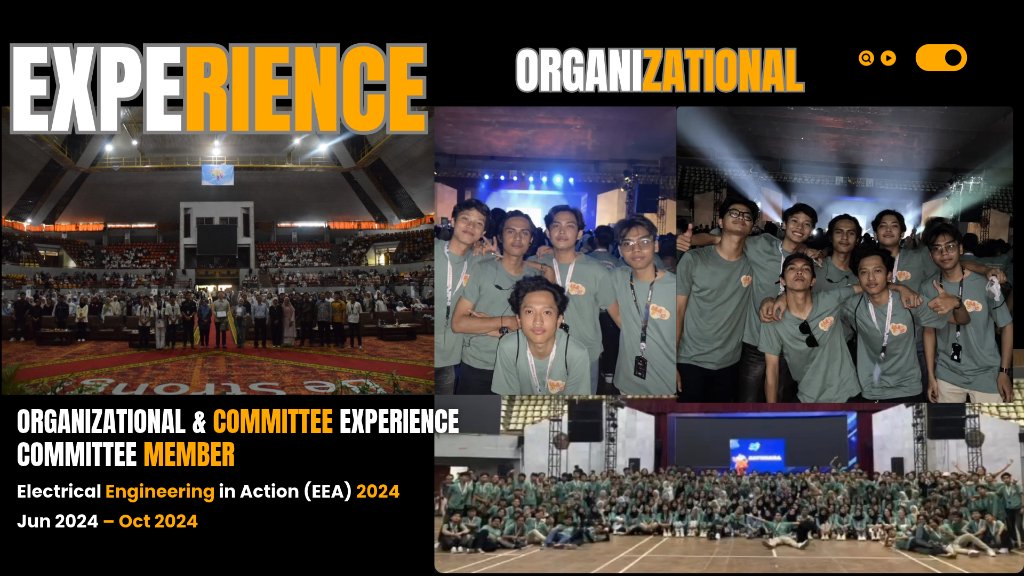 EXPERIENCE
ORGANIZATIONAL
ORGANIZATIONAL & COMMITTEE EXPERIENCE
COMMITTEE MEMBER
Electrical Engineering in Action (EEA) 2024
Jun 2024 – Oct 2024